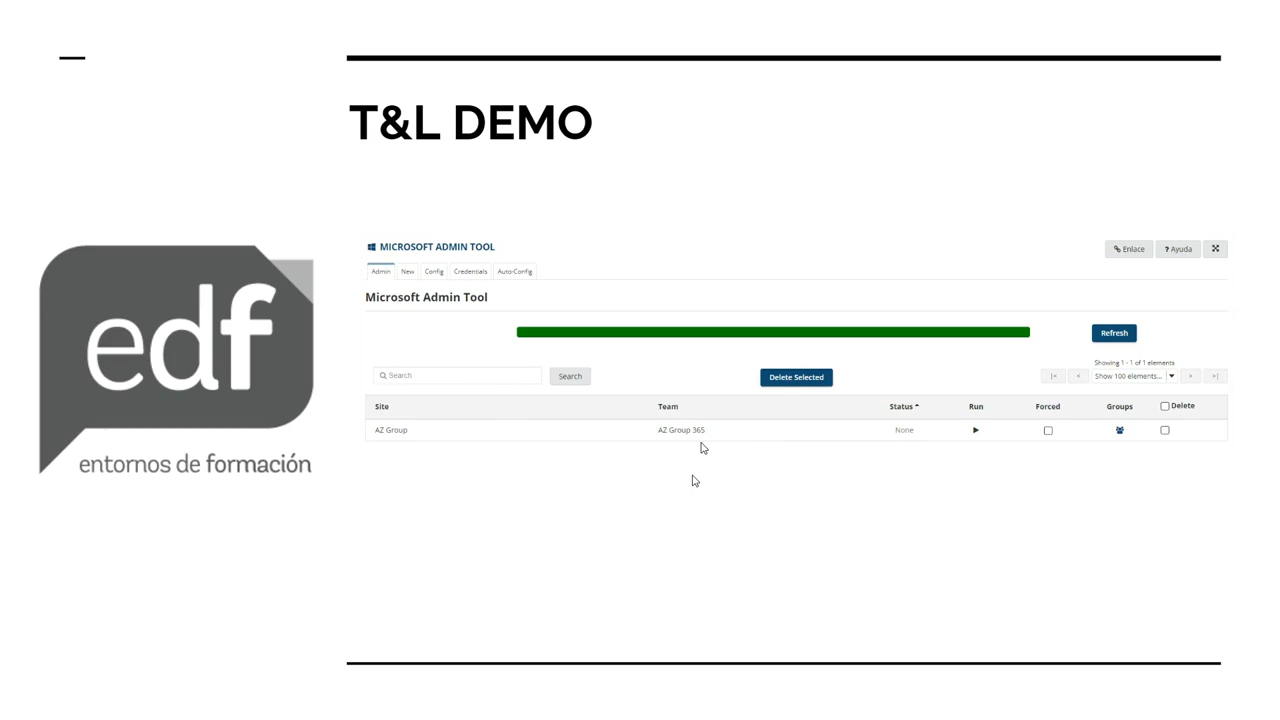 T&L DEMO
edf
entornos de formación
MICROSOFT ADMIN TOOL
Enlace
? Ayuda
Admin New Config Credentials Auto-Config
Microsoft Admin Tool
Refresh
Showing 1 - 1 of 1 elements
Search Search Delete Selected |< < Show 100 elements... > >|
Site Team Status Run Forced Groups Delete
AZ Group AZ Group 365 None